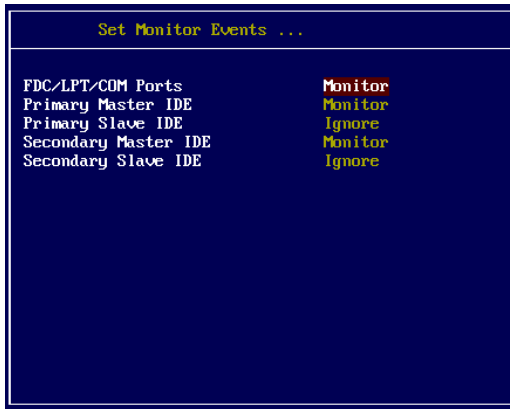 Set Monitor Events ...
FDC/LPT/COM Ports Monitor
Primary Master IDE Monitor
Primary Slave IDE Ignore
Secondary Master IDE Monitor
Secondary Slave IDE Ignore